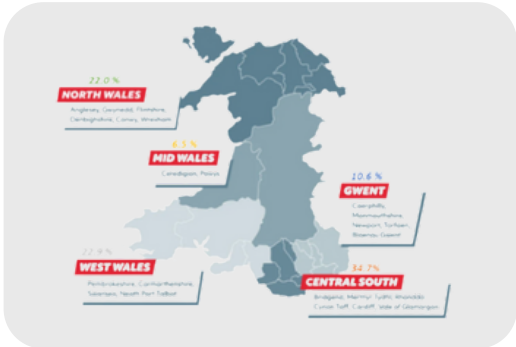 22.0 %
NORTH WALES
Anglesey, Gwynedd, Flintshire,
Denbighshire, Conwy, Wrexham
6.5 %
MID WALES
Ceredigion, Powys
10.6 %
GWENT
Caerphilly,
Monmouthshire,
Newport, Torfaen,
Blaenau Gwent
WEST WALES
Pembrokeshire, Carmarthenshire,
Swansea, Neath Port Talbot
34.7%
CENTRAL SOUTH
Bridgend, Merthyr Tydfil, Rhondda
Cynon Taff, Cardiff, Vale of Glamorgan